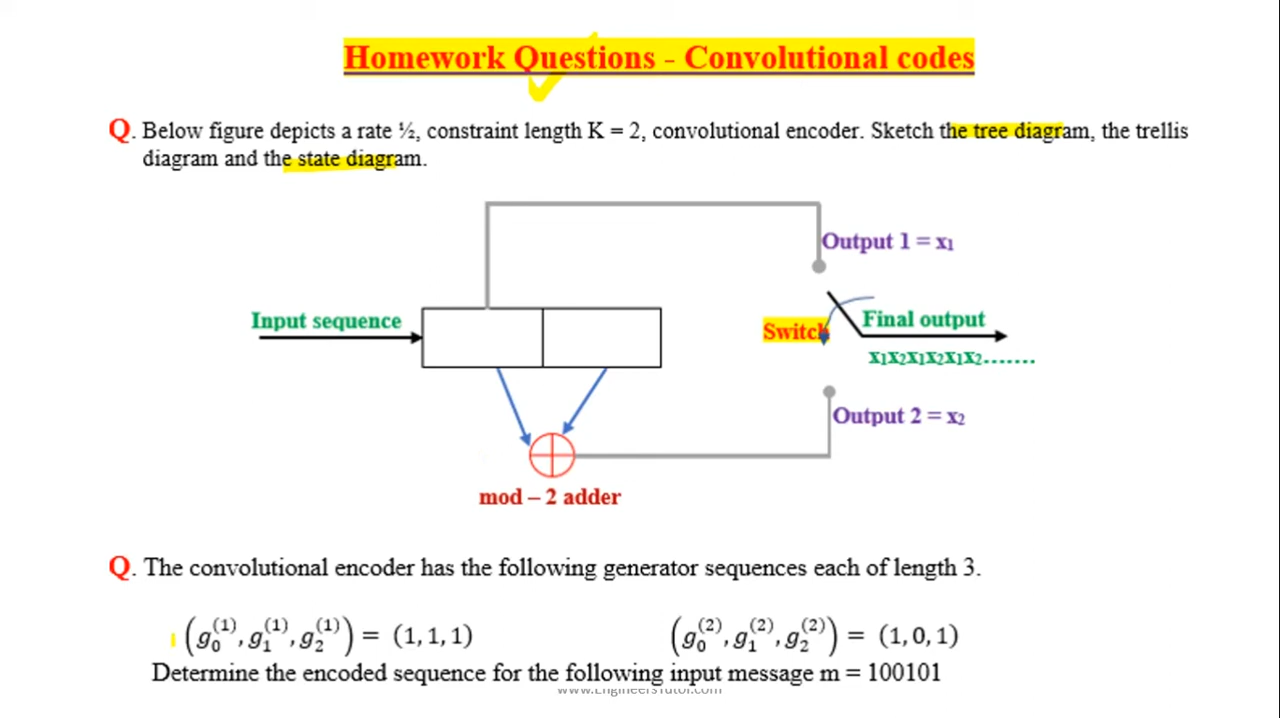 Homework Questions - Convolutional codes
Q. Below figure depicts a rate ½, constraint length K = 2, convolutional encoder. Sketch the tree diagram, the trellis
diagram and the state diagram.
Output 1 = x₁
Input sequence
Switch
Final output
x₁x₂x₁x₂x₁x₂.......
Output 2 = x₂
mod – 2 adder
Q. The convolutional encoder has the following generator sequences each of length 3.
(g₀⁽¹⁾, g₁⁽¹⁾, g₂⁽¹⁾) = (1, 1, 1) (g₀⁽²⁾, g₁⁽²⁾, g₂⁽²⁾) = (1, 0, 1)
Determine the encoded sequence for the following input message m = 100101
www.EngineersTutor.com